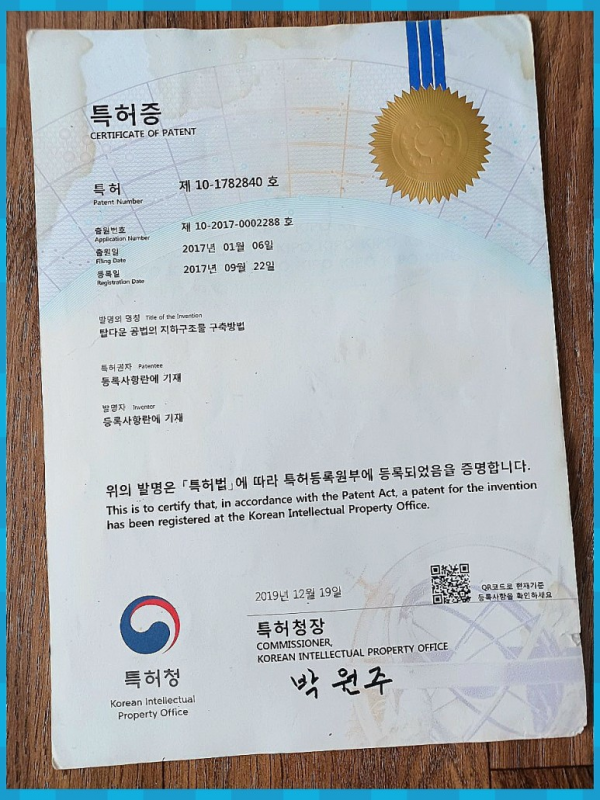 특허증
CERTIFICATE OF PATENT
특허 제 10-1782840 호
Patent Number
출원번호 제 10-2017-0002288 호
Application Number
출원일 2017년 01월 06일
Filing Date
등록일 2017년 09월 22일
Registration Date
발명의 명칭 Title of the Invention
탑다운 공법의 지하구조물 구축방법
특허권자 Patentee
등록사항란에 기재
발명자 Inventor
등록사항란에 기재
위의 발명은 「특허법」에 따라 특허등록원부에 등록되었음을 증명합니다.
This is to certify that, in accordance with the Patent Act, a patent for the invention
has been registered at the Korean Intellectual Property Office.
2019년 12월 19일
QR코드로 현재기준
등록사항을 확인하세요
특허청장
COMMISSIONER,
KOREAN INTELLECTUAL PROPERTY OFFICE
박원주
특허청
Korean Intellectual
Property Office